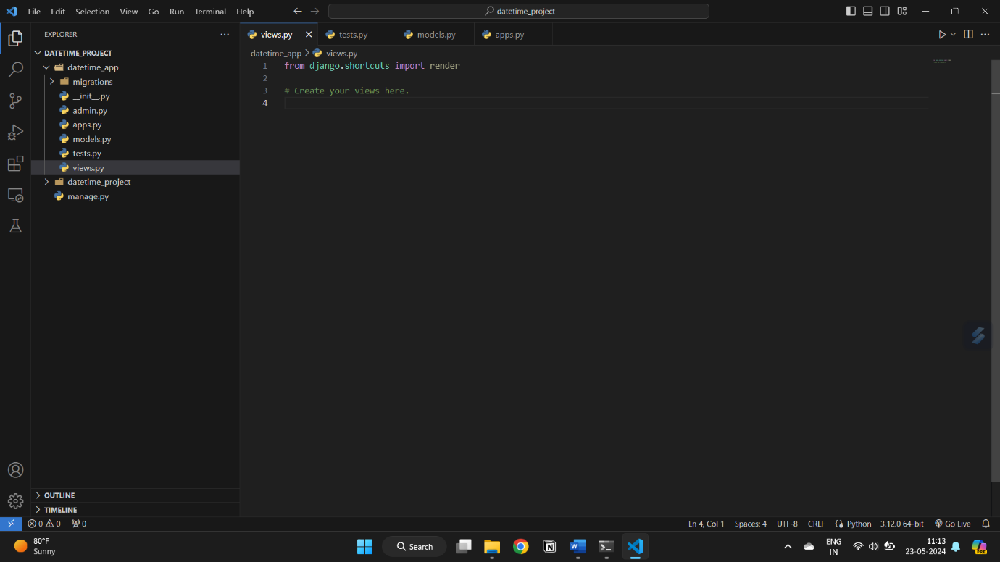 File Edit Selection View Go Run Terminal Help
datetime_project
EXPLORER
DATETIME_PROJECT
datetime_app
migrations
__init__.py
admin.py
apps.py
models.py
tests.py
views.py
datetime_project
manage.py
OUTLINE
TIMELINE
views.py tests.py models.py apps.py
datetime_app views.py
1 from django.shortcuts import render
2
3 # Create your views here.
4
0 0 0
Ln 4, Col 1 Spaces: 4 UTF-8 CRLF Python 3.12.0 64-bit Go Live
80°F
Sunny
Search
ENG
IN
11:13
23-05-2024
PRE